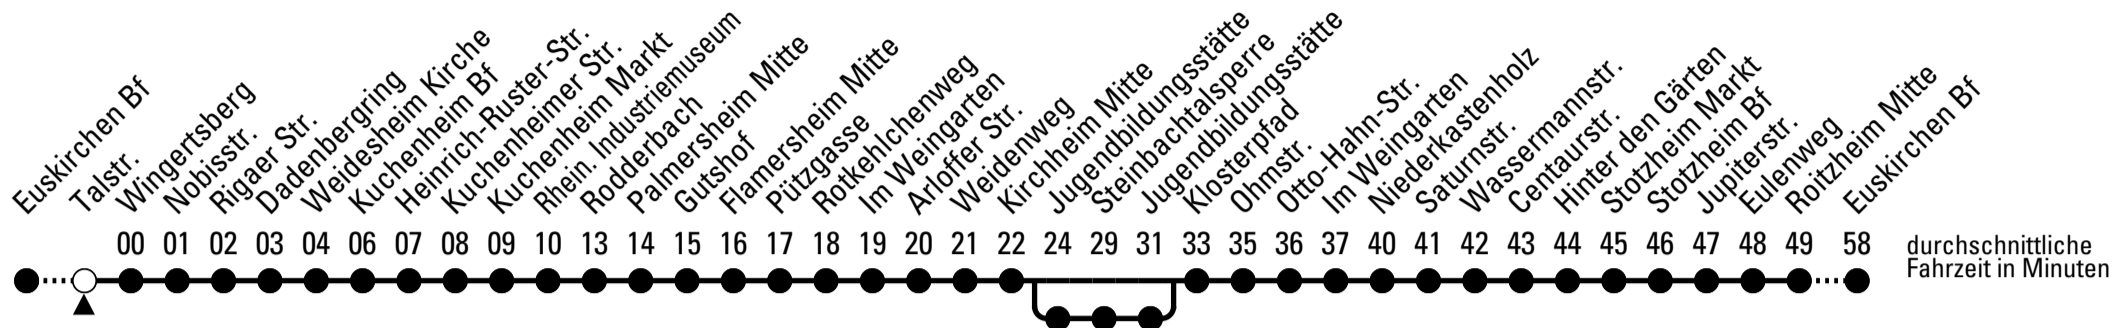 Euskirchen Bf
Talstr.
Wingertsberg
Nobisstr.
Rigaer Str.
Dadenbergring
Weidesheim Kirche
Kuchenheim Bf
Heinrich-Ruster-Str.
Kuchenheimer Str.
Kuchenheim Markt
Rhein. Industriemuseum
Rodderbach
Palmersheim Mitte
Gutshof
Flamersheim Mitte
Pützgasse
Rotkehlchenweg
Im Weingarten
Arloffer Str.
Weidenweg
Kirchheim Mitte
Jugendbildungsstätte
Steinbachtalsperre
Jugendbildungsstätte
Klosterpfad
Ohmstr.
Otto-Hahn-Str.
Im Weingarten
Niederkastenholz
Saturnstr.
Wassermannstr.
Centaurstr.
Hinter den Gärten
Stotzheim Markt
Stotzheim Bf
Jupiterstr.
Eulenweg
Roitzheim Mitte
Euskirchen Bf
00 01 02 03 04 06 07 08 09 10 13 14 15 16 17 18 19 20 21 22 24 29 31 33 35 36 37 40 41 42 43 44 45 46 47 48 49 58
durchschnittliche
Fahrzeit in Minuten